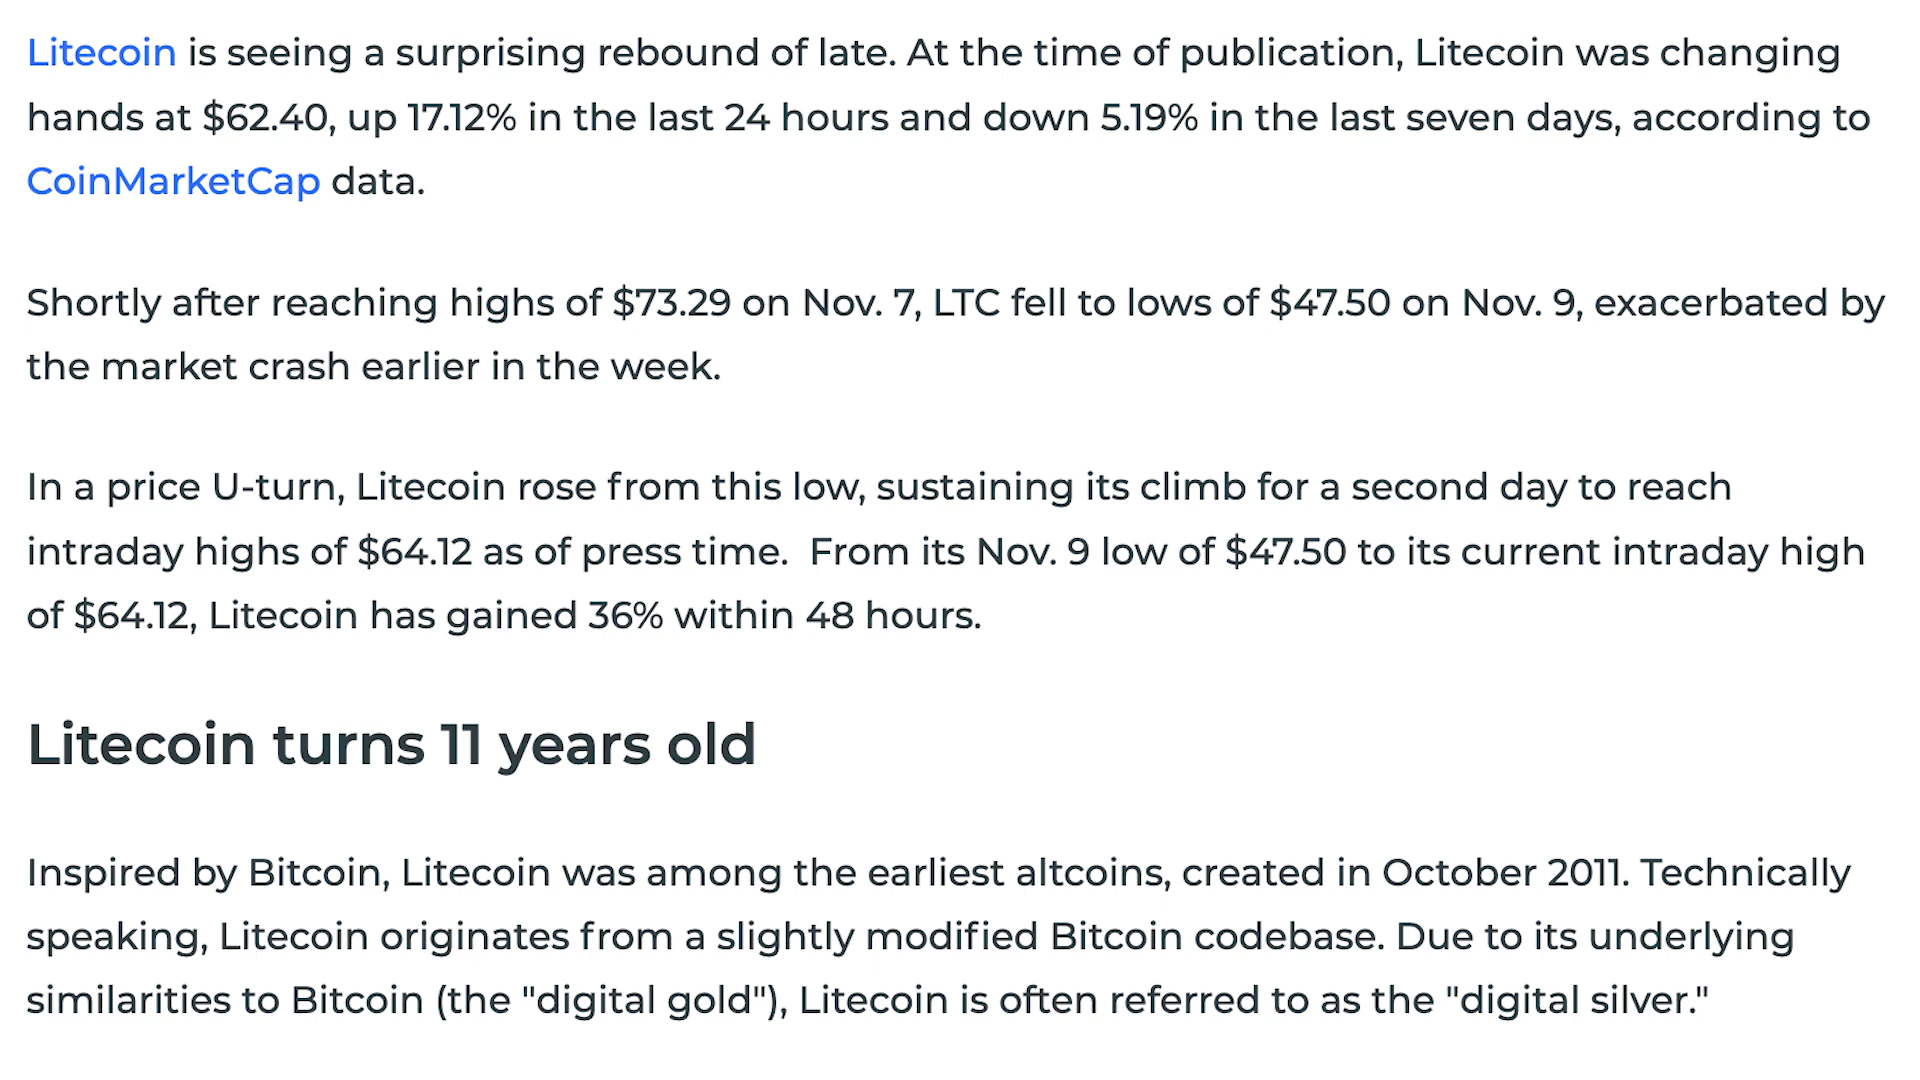 Litecoin is seeing a surprising rebound of late. At the time of publication, Litecoin was changing
hands at $62.40, up 17.12% in the last 24 hours and down 5.19% in the last seven days, according to
CoinMarketCap data.
Shortly after reaching highs of $73.29 on Nov. 7, LTC fell to lows of $47.50 on Nov. 9, exacerbated by
the market crash earlier in the week.
In a price U-turn, Litecoin rose from this low, sustaining its climb for a second day to reach
intraday highs of $64.12 as of press time.  From its Nov. 9 low of $47.50 to its current intraday high
of $64.12, Litecoin has gained 36% within 48 hours.
Litecoin turns 11 years old
Inspired by Bitcoin, Litecoin was among the earliest altcoins, created in October 2011. Technically
speaking, Litecoin originates from a slightly modified Bitcoin codebase. Due to its underlying
similarities to Bitcoin (the "digital gold"), Litecoin is often referred to as the "digital silver."